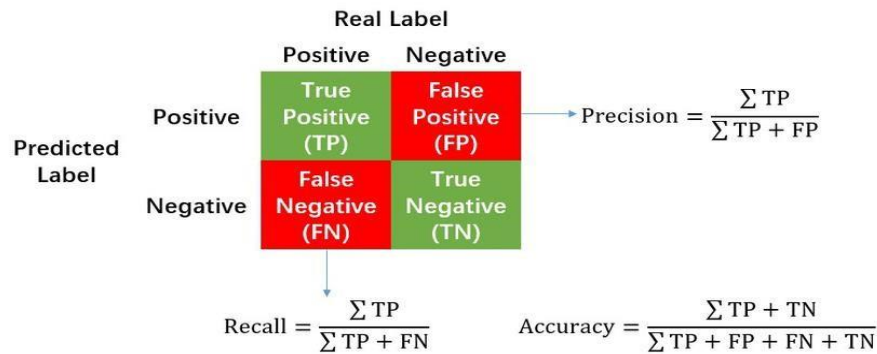 Real Label
Positive Negative
True Positive (TP) False Positive (FP)
Positive
Precision = ∑ TP / ∑ TP + FP
Predicted Label
False Negative (FN) True Negative (TN)
Negative
Recall = ∑ TP / ∑ TP + FN
Accuracy = ∑ TP + TN / ∑ TP + FP + FN + TN